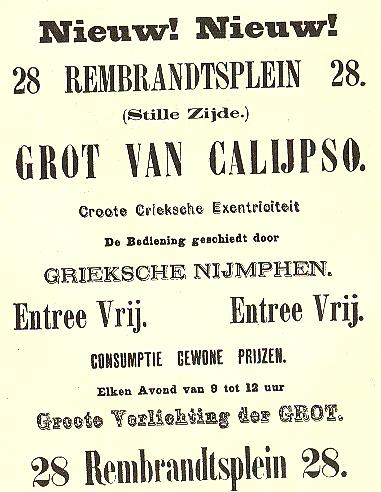 Nieuw! Nieuw!
28 REMBRANDTSPLEIN 28.
(Stille Zijde.)
GROT VAN CALIJPSO.
Groote Grieksche Exentriciteit
De Bediening geschiedt door
GRIEKSCHE NIJMPHEN.
Entree Vrij. Entree Vrij.
CONSUMPTIE GEWONE PRIJZEN.
Elken Avond van 9 tot 12 uur
Groote Verlichting der GROT.
28 Rembrandtsplein 28.